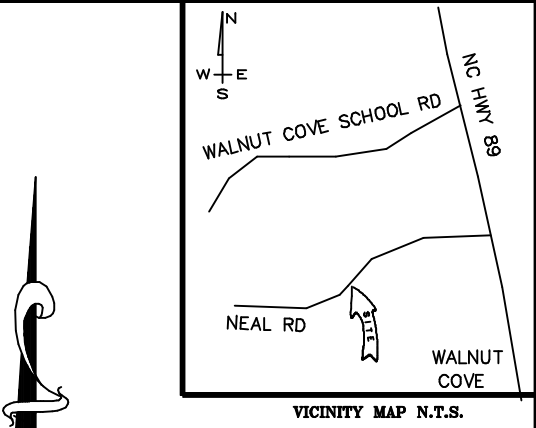 N
W E
S
NC HWY 89
WALNUT COVE SCHOOL RD
NEAL RD
SITE
WALNUT
COVE
VICINITY MAP N.T.S.